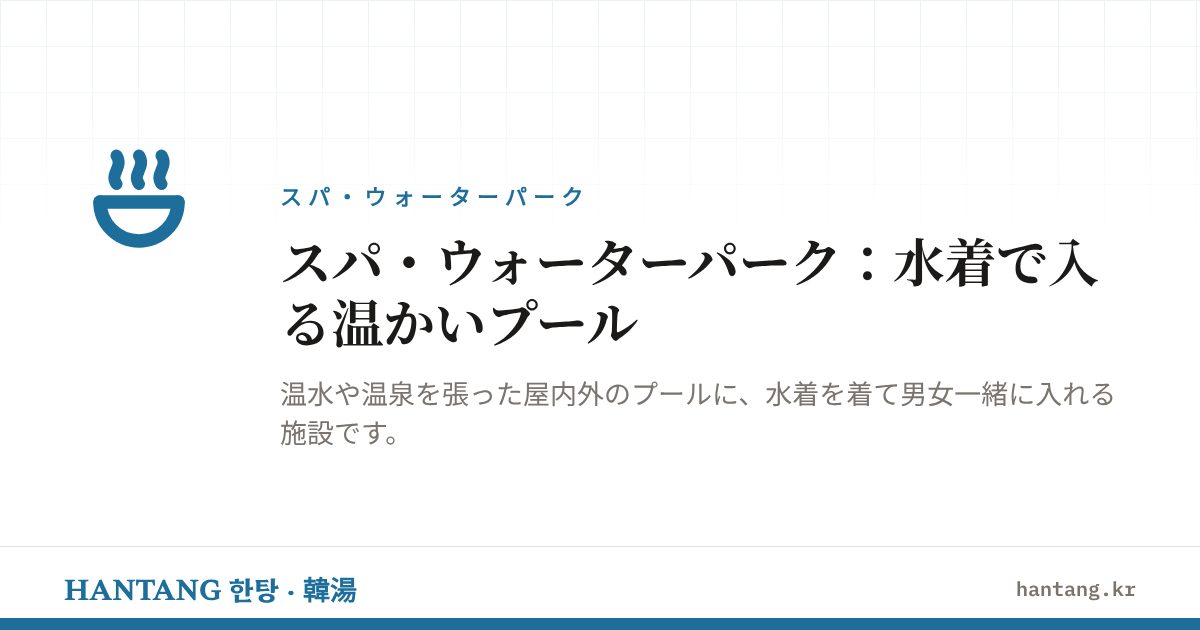 スパ・ウォーターパーク
スパ・ウォーターパーク：水着で入
る温かいプール
温水や温泉を張った屋内外のプールに、水着を着て男女一緒に入れる
施設です。
HANTANG 한탕 · 韓湯
hantang.kr